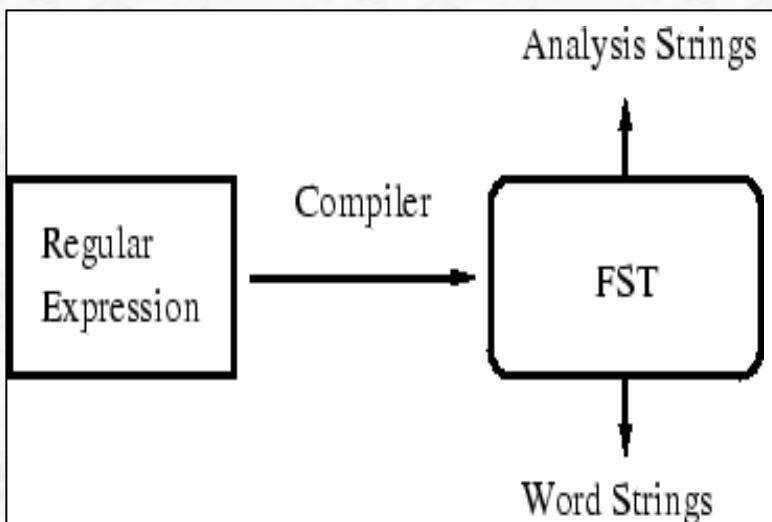 Analysis Strings
Compiler
Regular
Expression
FST
Word Strings